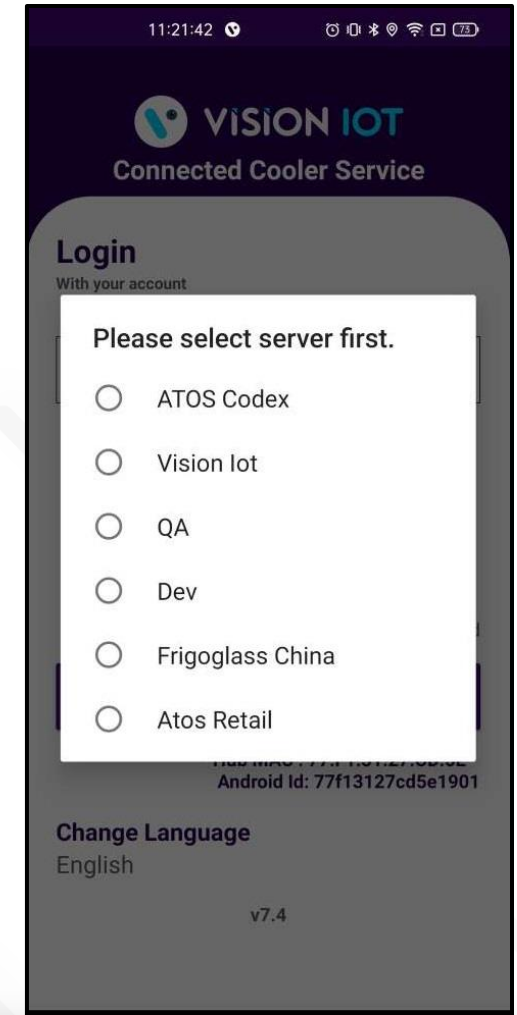 11:21:42
73
VISION IOT
Connected Cooler Service
Login
With your account
Please select server first.
ATOS Codex
Vision Iot
QA
Dev
Frigoglass China
Atos Retail
Android Id: 77f13127cd5e1901
Change Language
English
v7.4